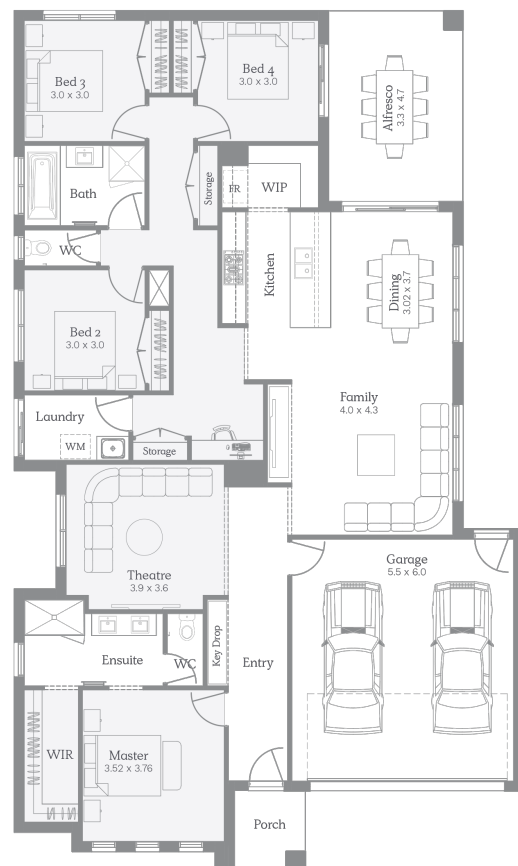 Bed 3
3.0 x 3.0
Bed 4
3.0 x 3.0
Alfresco
3.3 x 4.7
Bath
Storage
FR
WIP
WC
Kitchen
Dining
3.02 x 3.7
Bed 2
3.0 x 3.0
Family
4.0 x 4.3
Laundry
WM
Storage
Theatre
3.9 x 3.6
Garage
5.5 x 6.0
Ensuite
WC
Key Drop
Entry
WIR
Master
3.52 x 3.76
Porch